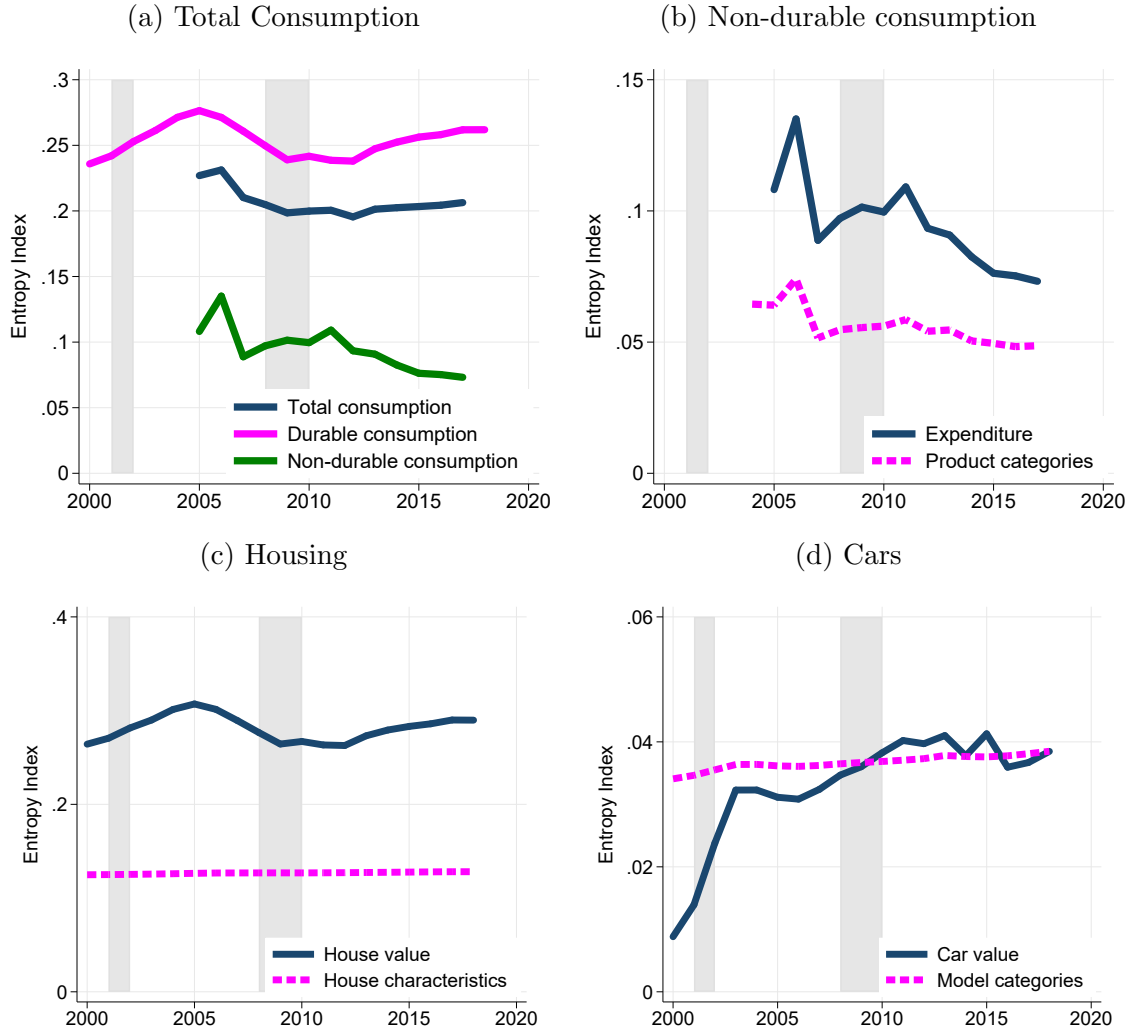 (a) Total Consumption
.3
.25
.2
.15
.1
.05
0
Entropy Index
2000 2005 2010 2015 2020
Total consumption
Durable consumption
Non-durable consumption
(b) Non-durable consumption
.15
.1
.05
0
Entropy Index
2000 2005 2010 2015 2020
Expenditure
Product categories
(c) Housing
.4
.2
0
Entropy Index
2000 2005 2010 2015 2020
House value
House characteristics
(d) Cars
.06
.04
.02
0
Entropy Index
2000 2005 2010 2015 2020
Car value
Model categories